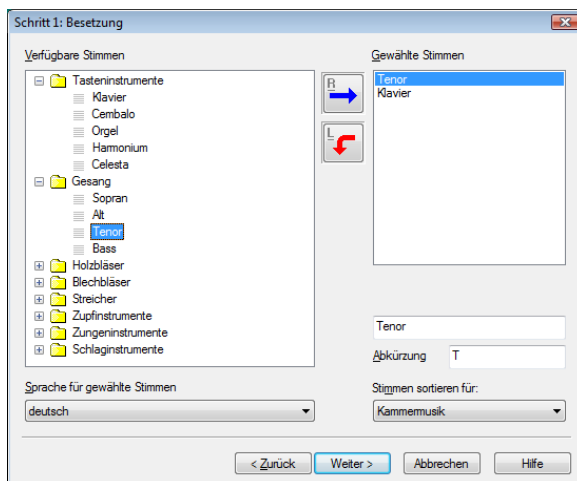 Schritt 1: Besetzung
Verfügbare Stimmen
Tasteninstrumente
Klavier
Cembalo
Orgel
Harmonium
Celesta
Gesang
Sopran
Alt
Tenor
Bass
Holzbläser
Blechbläser
Streicher
Zupfinstrumente
Zungeninstrumente
Schlaginstrumente
Sprache für gewählte Stimmen
deutsch
R
L
Gewählte Stimmen
Tenor
Klavier
Tenor
Abkürzung T
Stimmen sortieren für:
Kammermusik
< Zurück Weiter > Abbrechen Hilfe